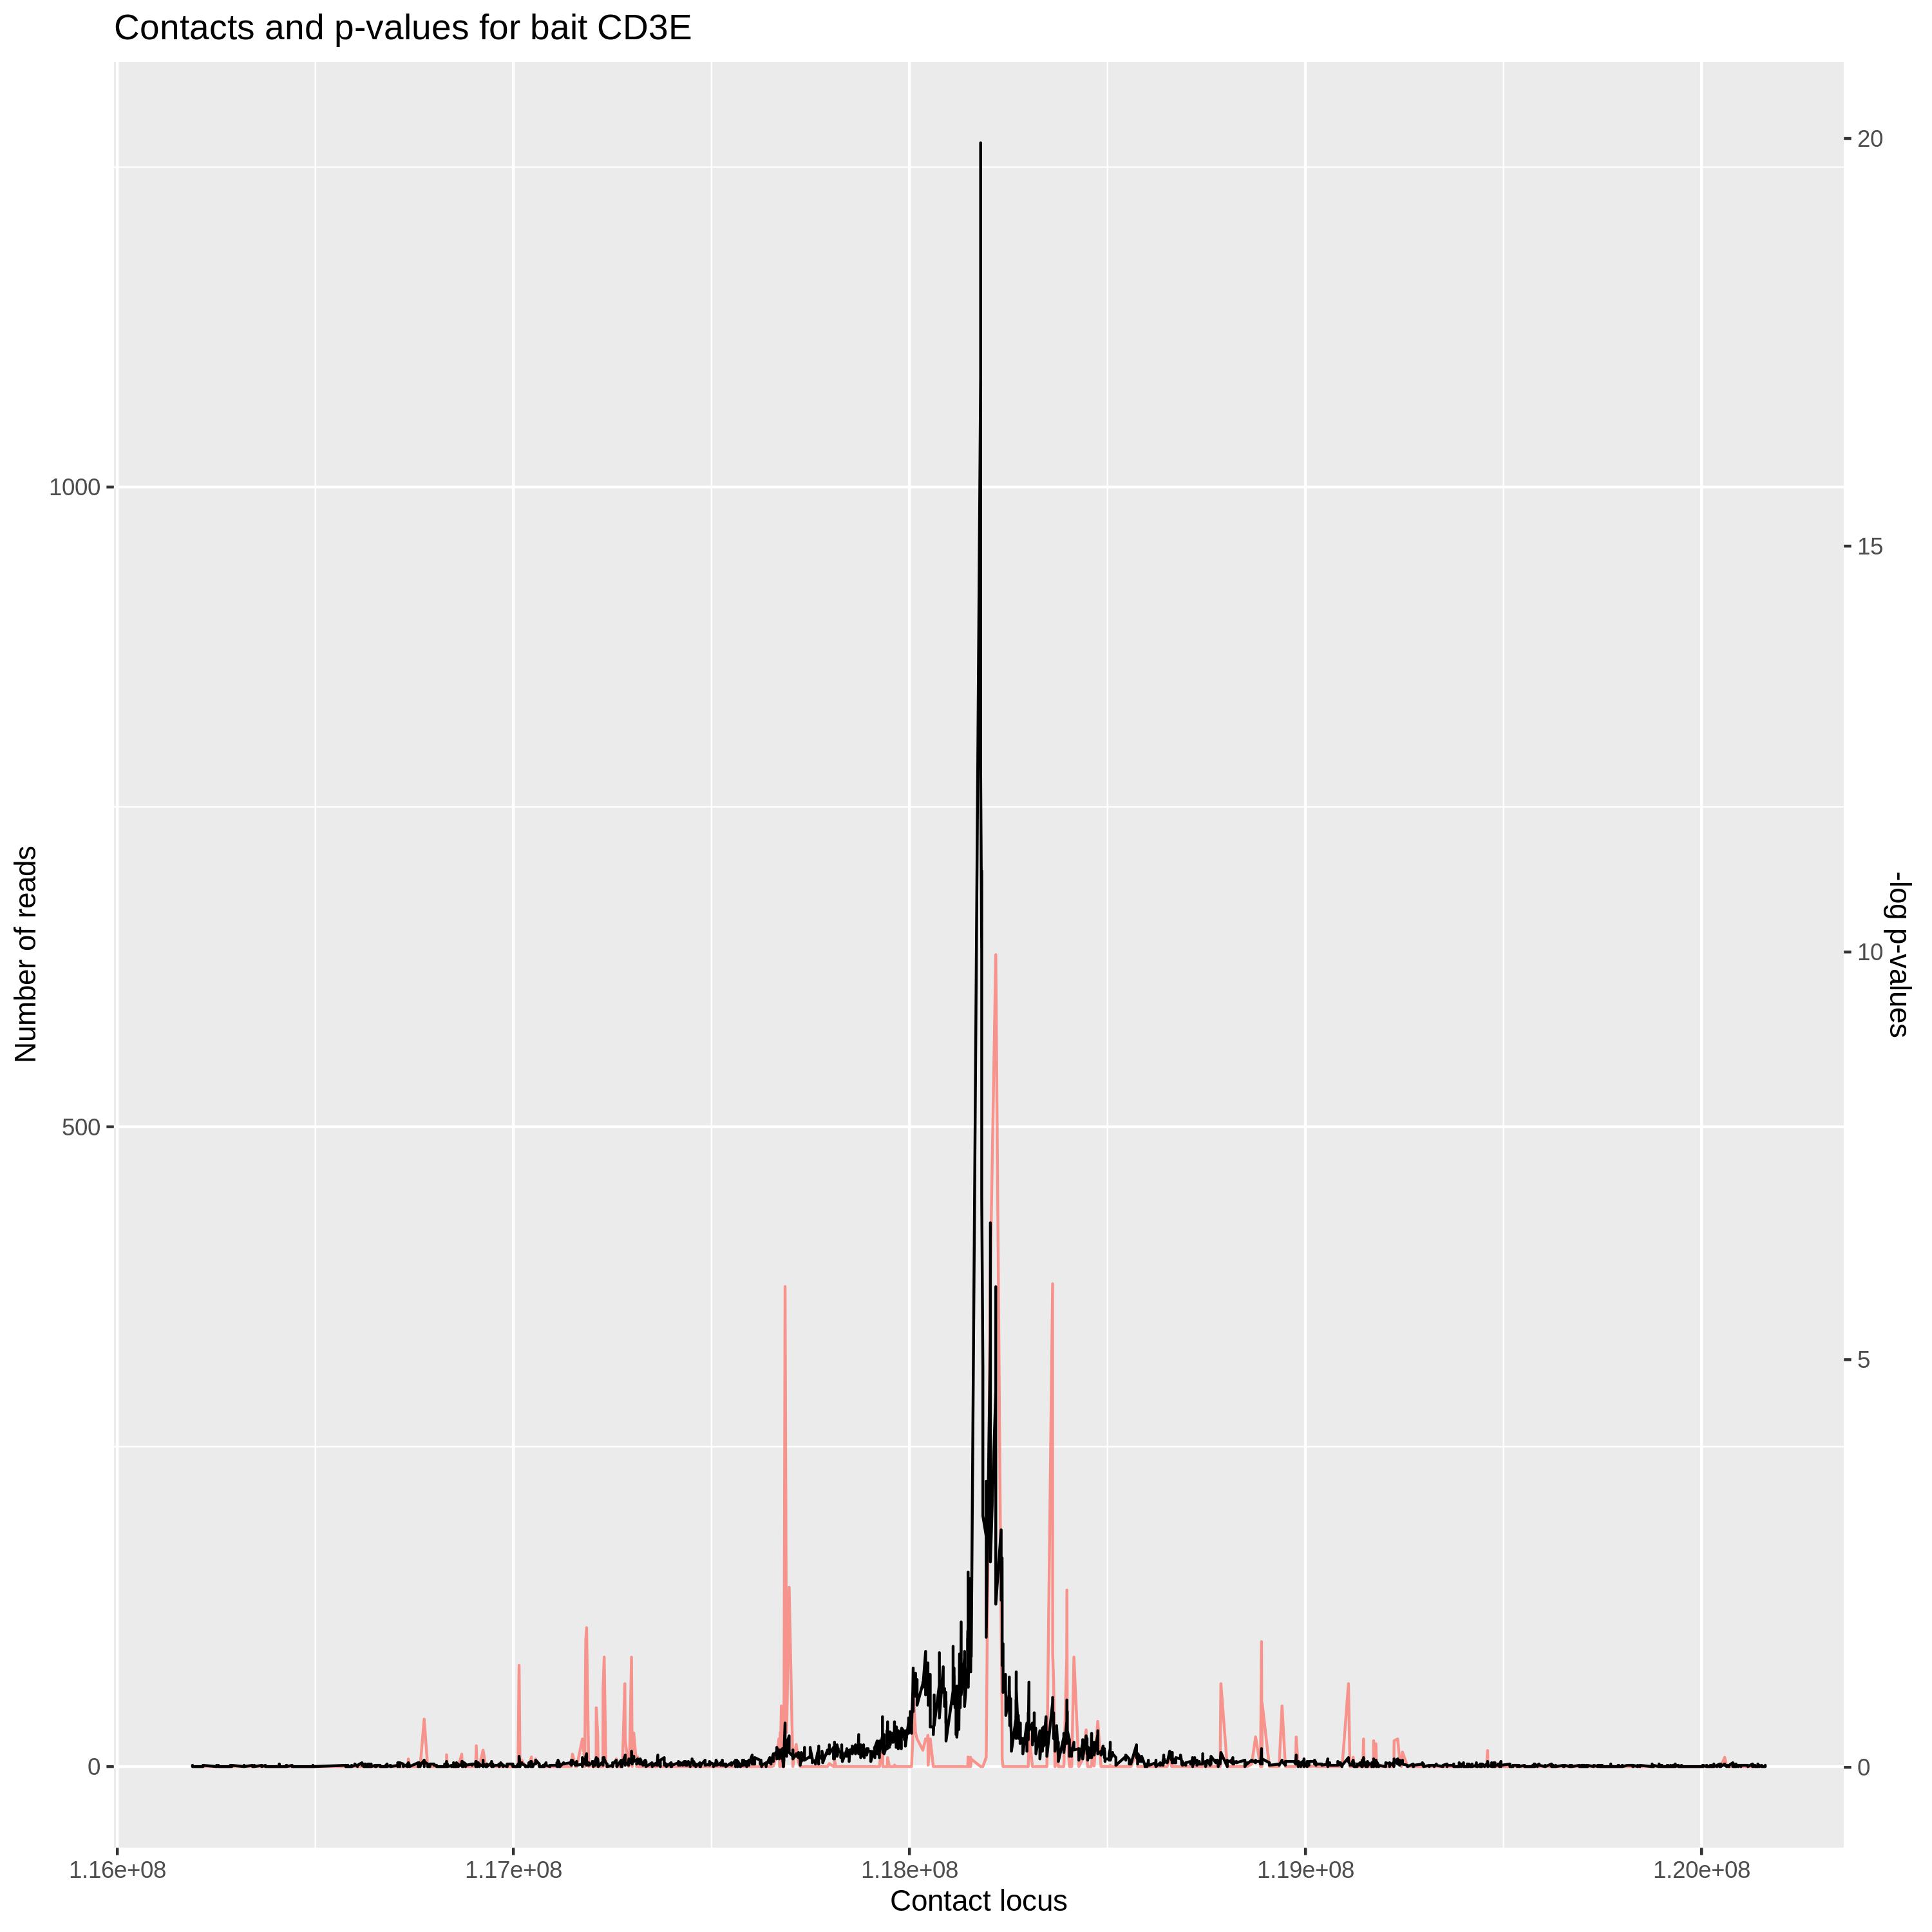 Contacts and p-values for bait CD3E
Number of reads
1000
500
0
20
15
10
5
0
-log p-values
1.16e+08
1.17e+08
1.18e+08
1.19e+08
1.20e+08
Contact locus